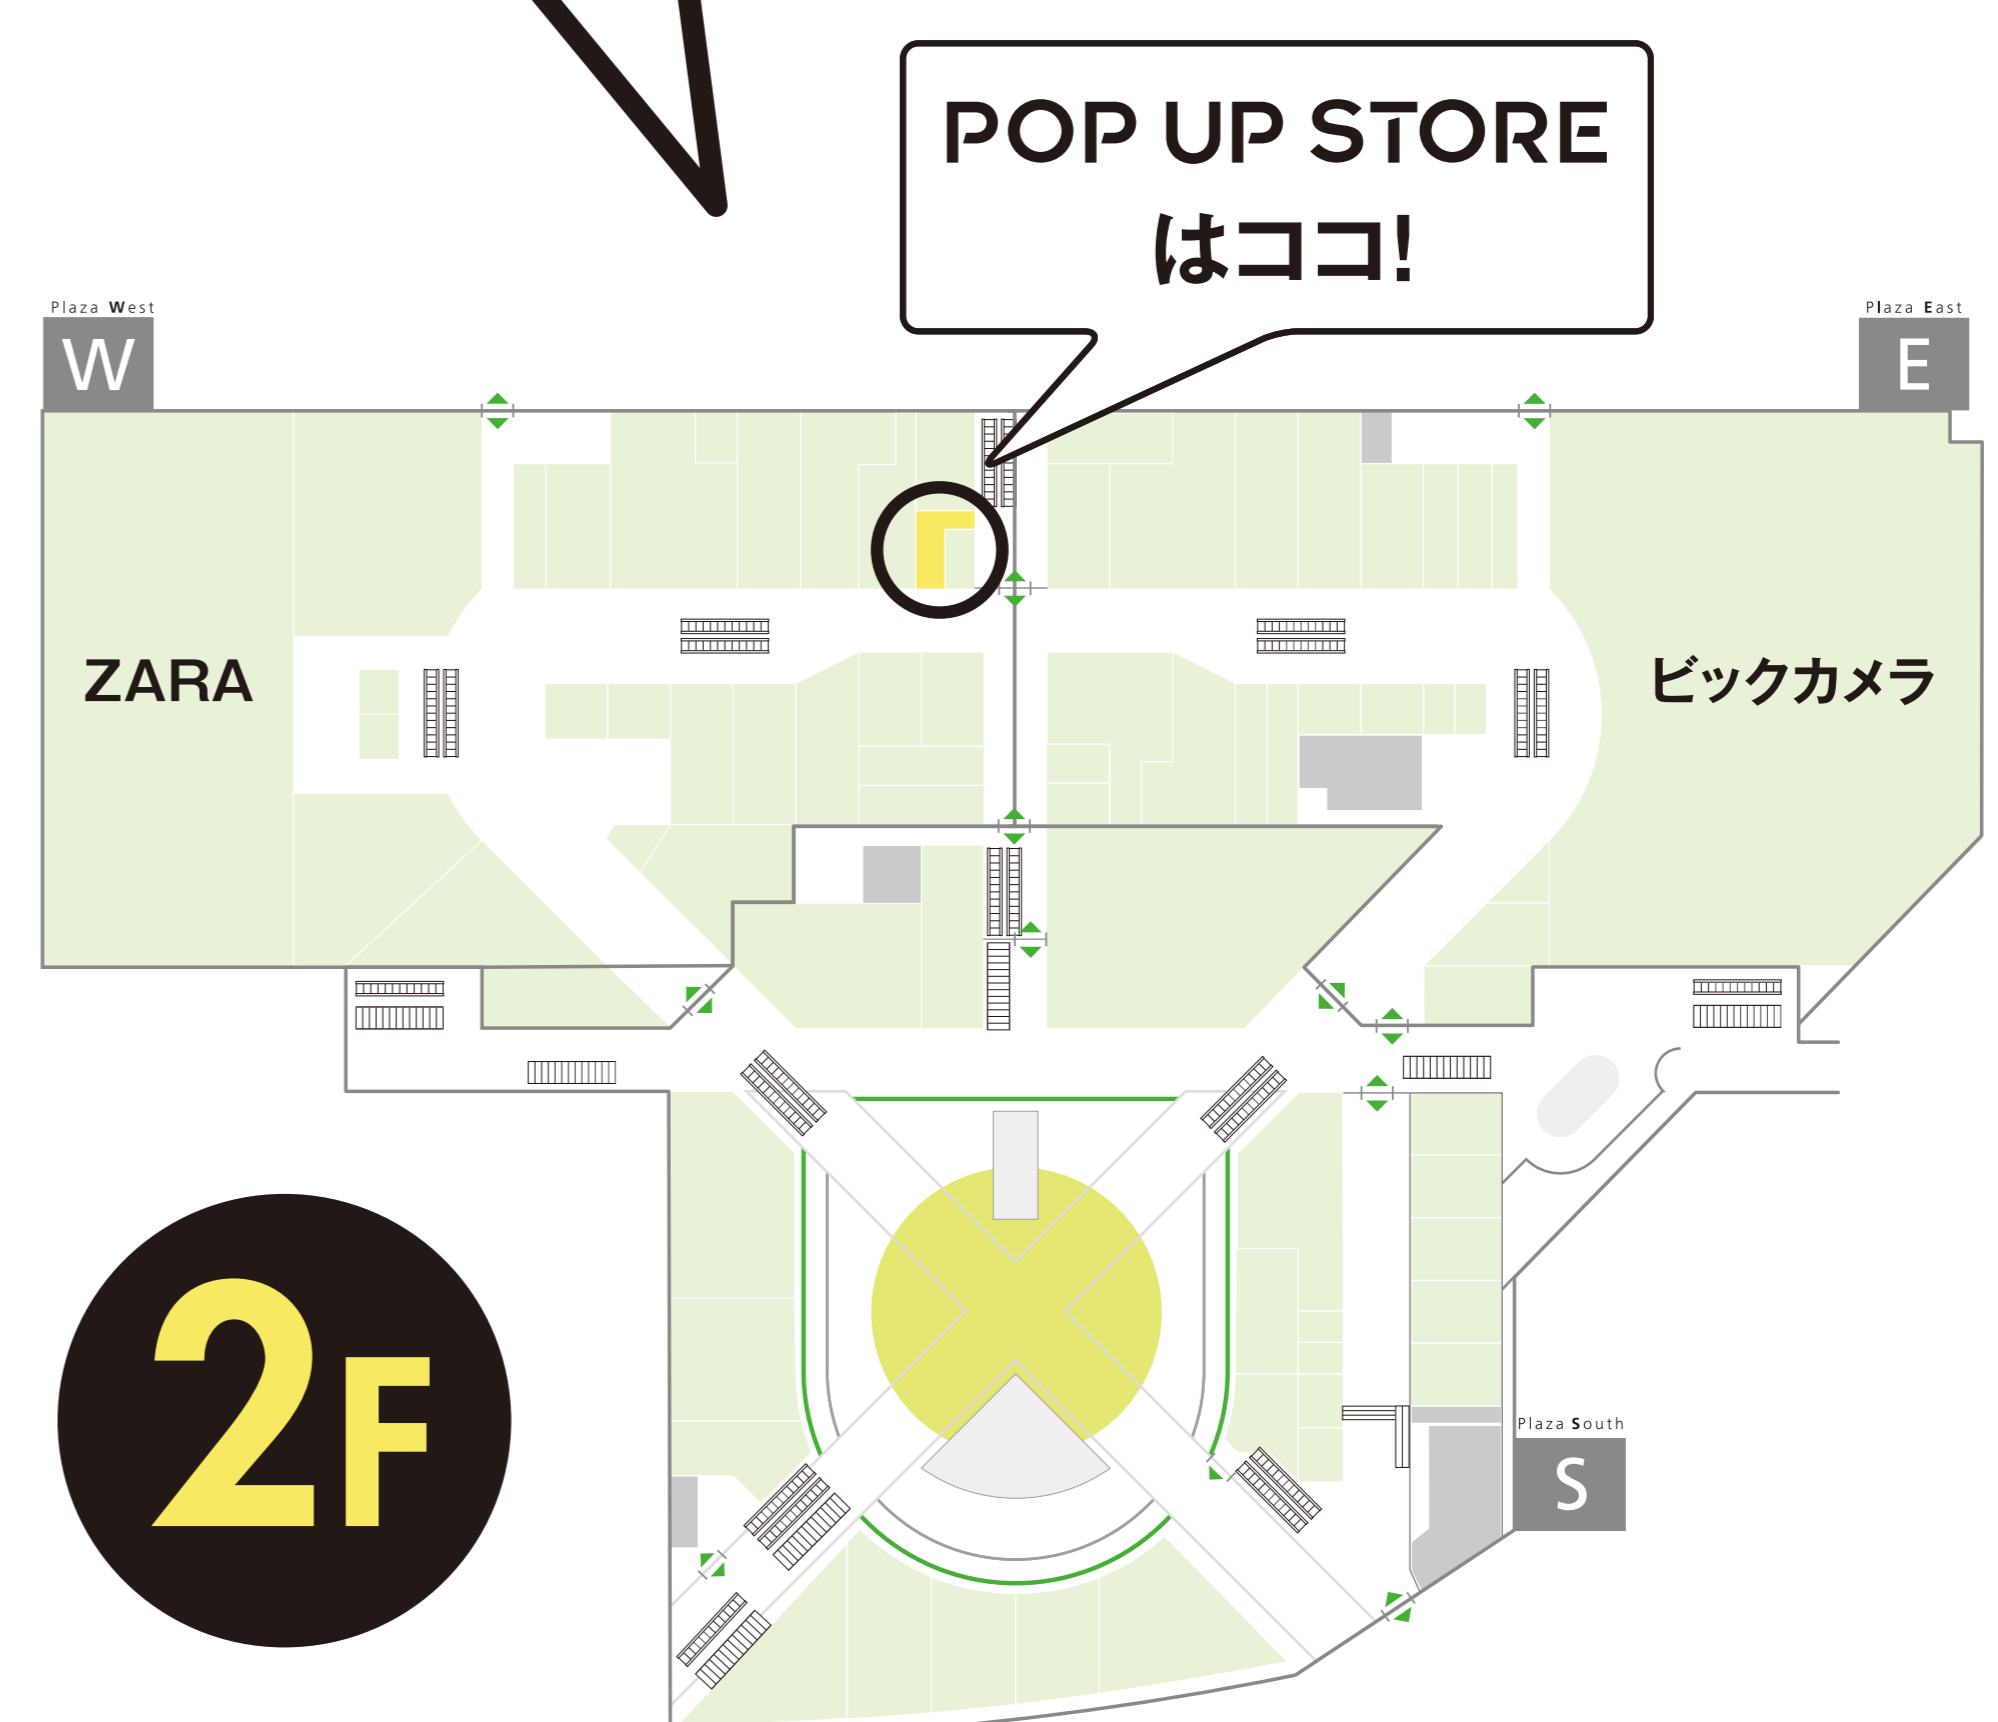 POP UP STORE
はココ!
Plaza West
W
Plaza East
E
ZARA
ビックカメラ
2F
Plaza South
S